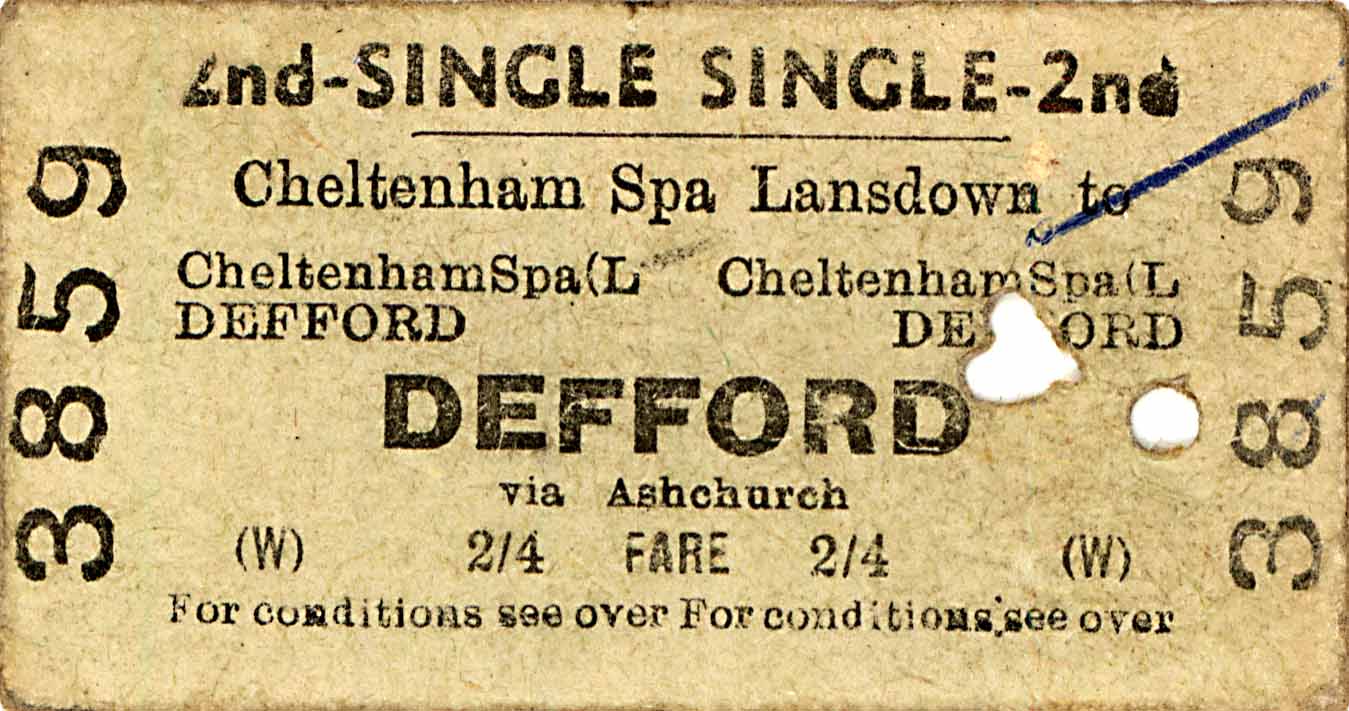 2nd-SINGLE SINGLE-2nd
Cheltenham Spa Lansdown to
CheltenhamSpa(L CheltenhamSpa(L
DEFFORD DEFFORD
DEFFORD
via Ashchurch
(W) 2/4 FARE 2/4 (W)
For conditions see over For conditions see over
3859
3859